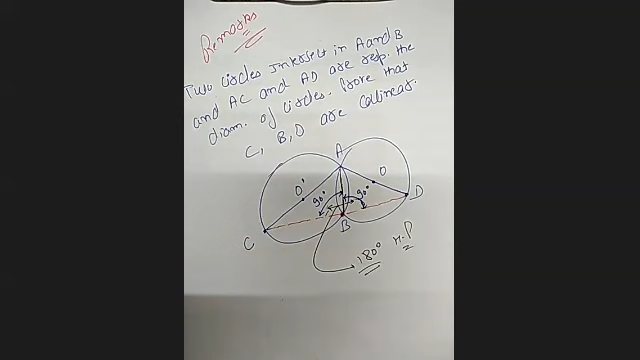 Remarks
Two circles Intersect in A and B
and AC and AD are resp. the
diam. of circles. Prove that
C, B, D are collinear.
A
O'
O
90°
90°
D
C
B
180°
H.P